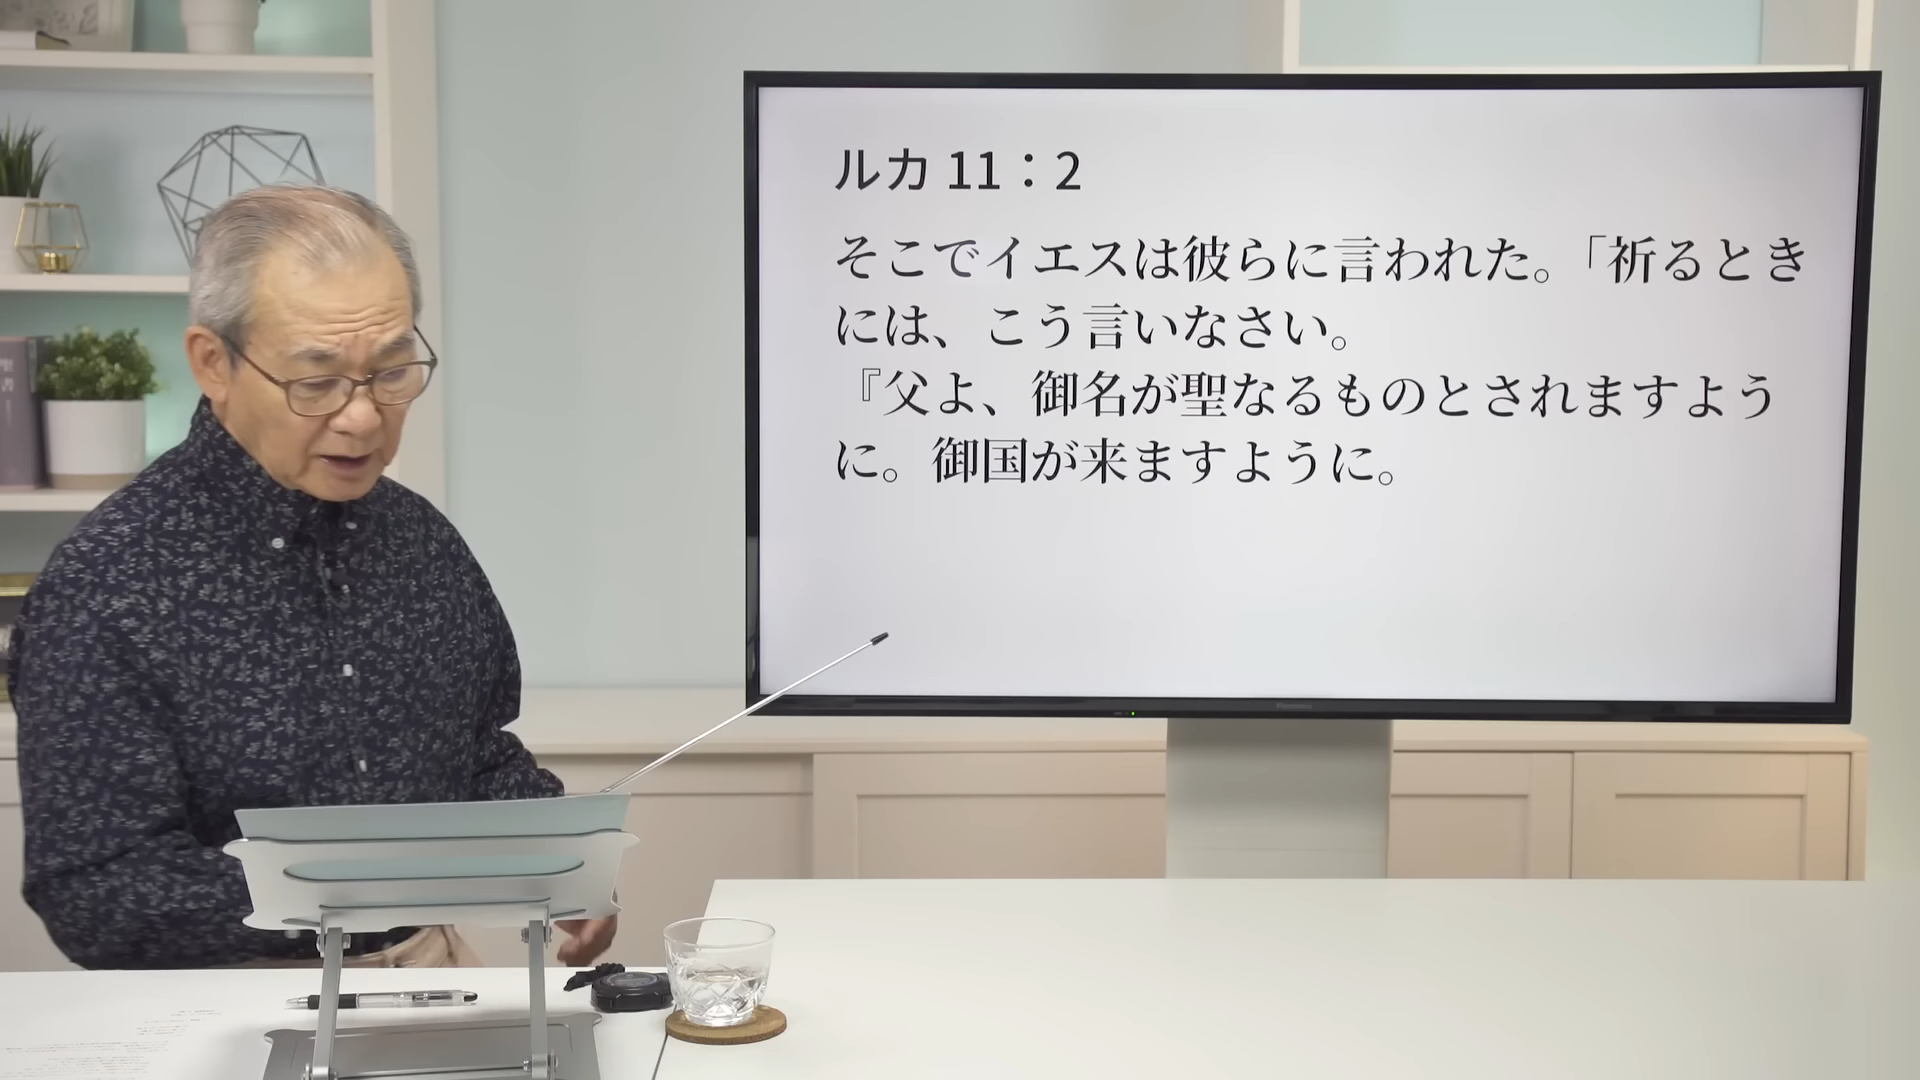 ルカ 11：2
そこでイエスは彼らに言われた。「祈るとき
には、こう言いなさい。
『父よ、御名が聖なるものとされますよう
に。御国が来ますように。
聖書
Panasonic